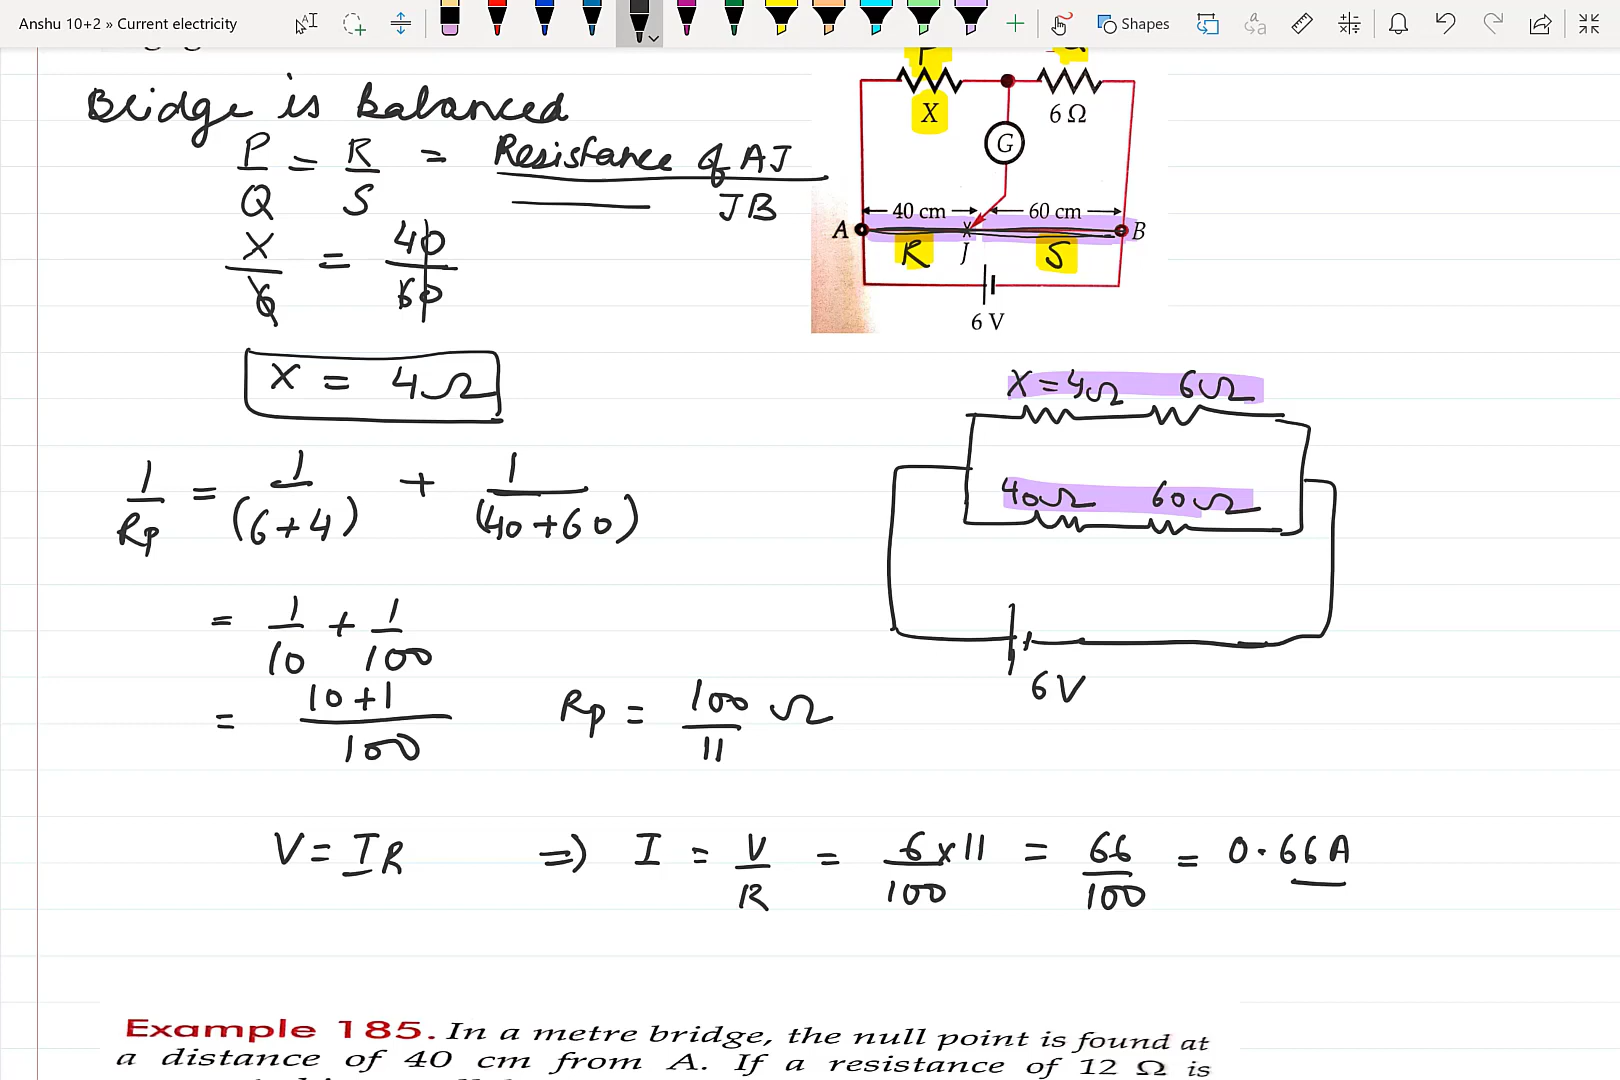 Anshu 10+2 » Current electricity
Shapes
Bridge is balanced
P/Q = R/S = Resistance of AJ / JB
X/6 = 40/60
X = 4Ω
1/Rp = 1/(6+4) + 1/(40+60)
= 1/10 + 1/100
= 10+1/100 Rp = 100/11 Ω
V = IR => I = V/R = 6x11/100 = 66/100 = 0.66A
P
X
6 Ω
G
40 cm
60 cm
A
B
R
J
S
6 V
X = 4Ω 6Ω
40Ω 60Ω
6V
Example 185. In a metre bridge, the null point is found at
a distance of 40 cm from A. If a resistance of 12 Ω is